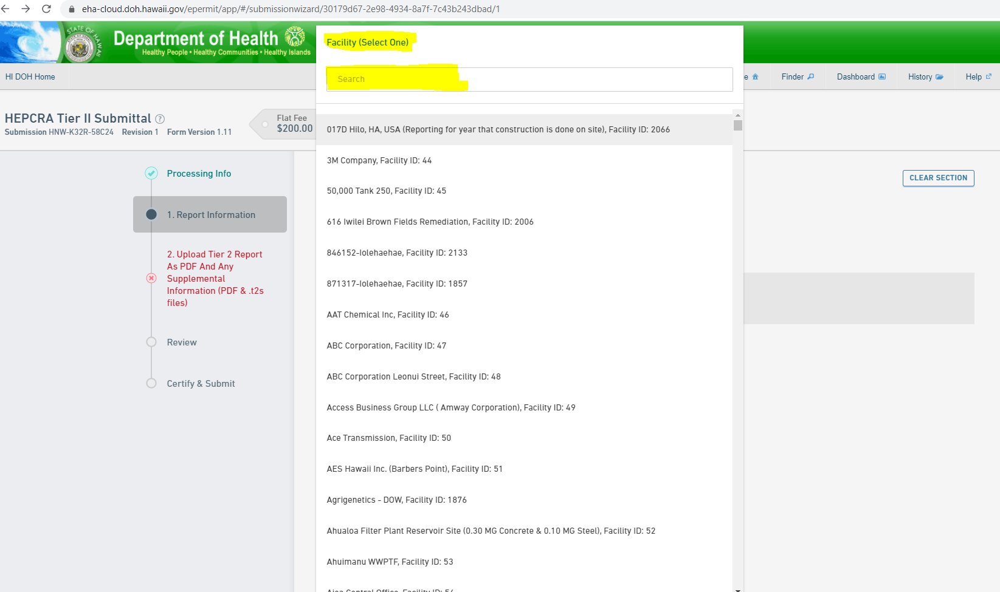 eha-cloud.doh.hawaii.gov/epermit/app/#/submissionwizard/30179d67-2e98-4934-8a7f-7c43b243dbad/1
STATE OF HAWAII
Department of Health
Healthy People • Healthy Communities • Healthy Islands
HI DOH Home
e
Finder
Dashboard
History
Help
HEPCRA Tier II Submittal ?
Submission HNW-K32R-58C24 Revision 1 Form Version 1.11
Flat Fee
$200.00
Processing Info
1. Report Information
2. Upload Tier 2 Report
As PDF And Any
Supplemental
Information (PDF & .t2s
files)
Review
Certify & Submit
Facility (Select One)
Search
017D Hilo, HA, USA (Reporting for year that construction is done on site), Facility ID: 2066
3M Company, Facility ID: 44
50,000 Tank 250, Facility ID: 45
616 Iwilei Brown Fields Remediation, Facility ID: 2006
846152-Iolehaehae, Facility ID: 2133
871317-Iolehaehae, Facility ID: 1857
AAT Chemical Inc, Facility ID: 46
ABC Corporation, Facility ID: 47
ABC Corporation Leonui Street, Facility ID: 48
Access Business Group LLC ( Amway Corporation), Facility ID: 49
Ace Transmission, Facility ID: 50
AES Hawaii Inc. (Barbers Point), Facility ID: 51
Agrigenetics - DOW, Facility ID: 1876
Ahualoa Filter Plant Reservoir Site (0.30 MG Concrete & 0.10 MG Steel), Facility ID: 52
Ahuimanu WWPTF, Facility ID: 53
Aiea Central Office, Facility ID: 54
CLEAR SECTION